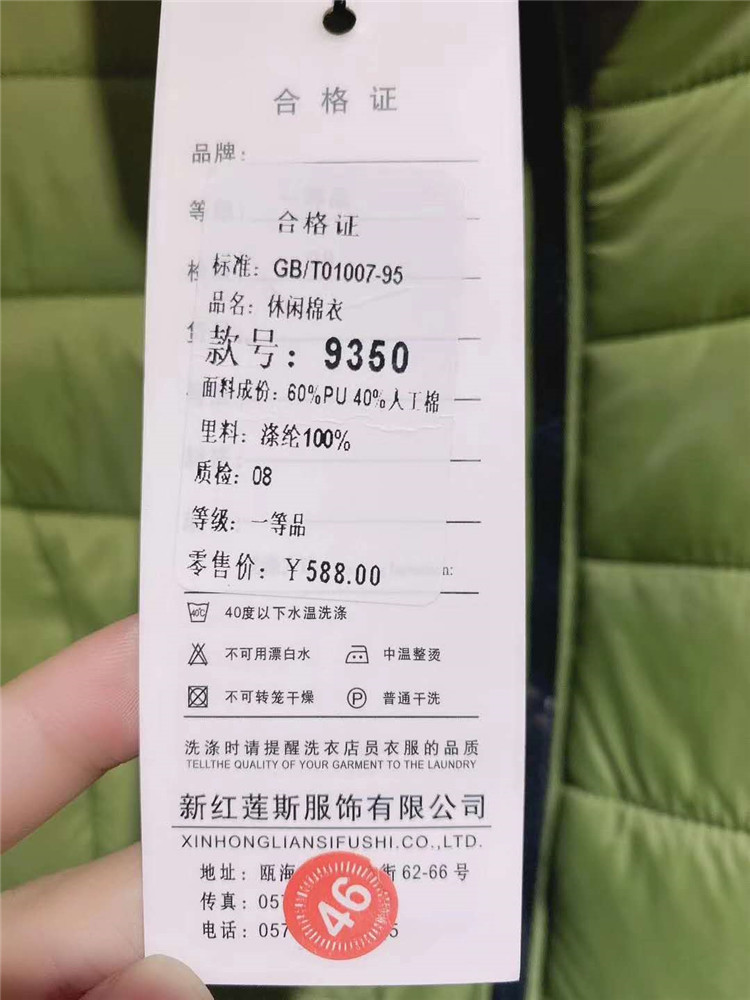 合格证
品牌:
等
合格证
标准: GB/T01007-95
品名: 休闲棉衣
款号: 9350
面料成份: 60%PU 40%人工棉
里料: 涤纶100%
质检: 08
等级: 一等品
零售价: ¥588.00
40℃ 40度以下水温洗涤
不可用漂白水 中温整烫
不可转笼干燥 P 普通干洗
洗涤时请提醒洗衣店员衣服的品质
TELLTHE QUALITY OF YOUR GARMENT TO THE LAUNDRY
新红莲斯服饰有限公司
XINHONGLIANSIFUSHI.CO.,LTD.
地址: 瓯海 街62-66号
传真: 057
电话: 057 5
46